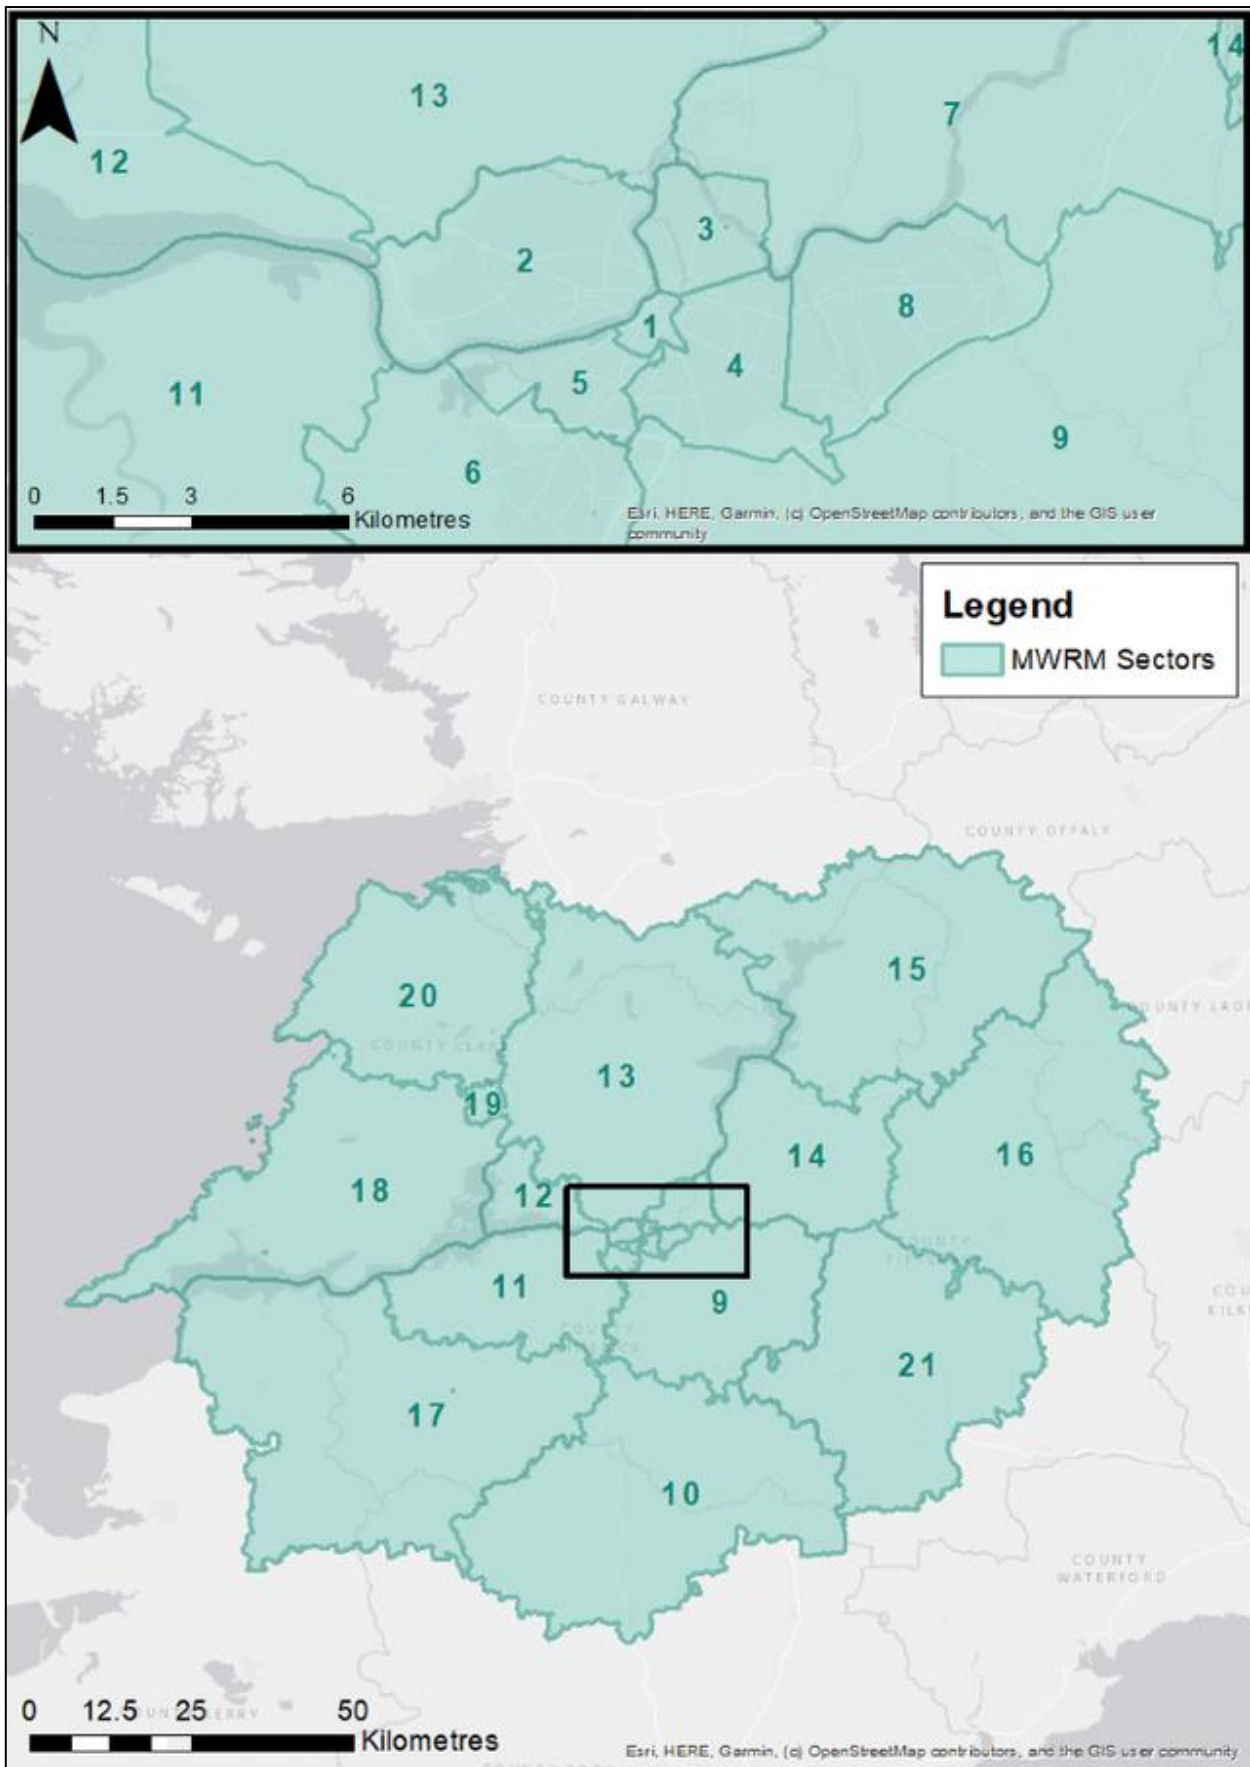 N
14
13
7
12
3
2
1
8
4
5
11
9
6
0 1.5 3 6
Kilometres
Esri, HERE, Garmin, (c) OpenStreetMap contributors, and the GIS user
community
Legend
MWRM Sectors
COUNTY GALWAY
COUNTY OFFALY
15
20
COUNTY
13
19
14
16
18
12
COUNTY
11
9
COUNTY
21
17
10
COUNTY
WATERFORD
0 12.5 25 50
Kilometres
Esri, HERE, Garmin, (c) OpenStreetMap contributors, and the GIS user community